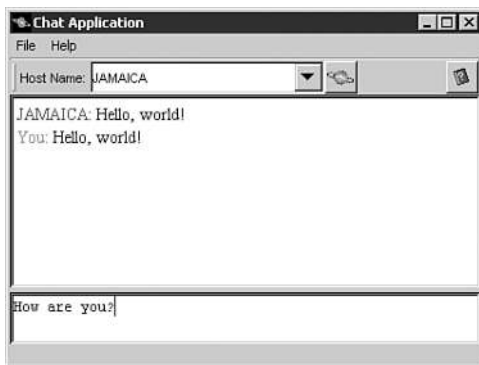 Chat Application
File Help
Host Name: JAMAICA
JAMAICA: Hello, world!
You: Hello, world!
How are you?